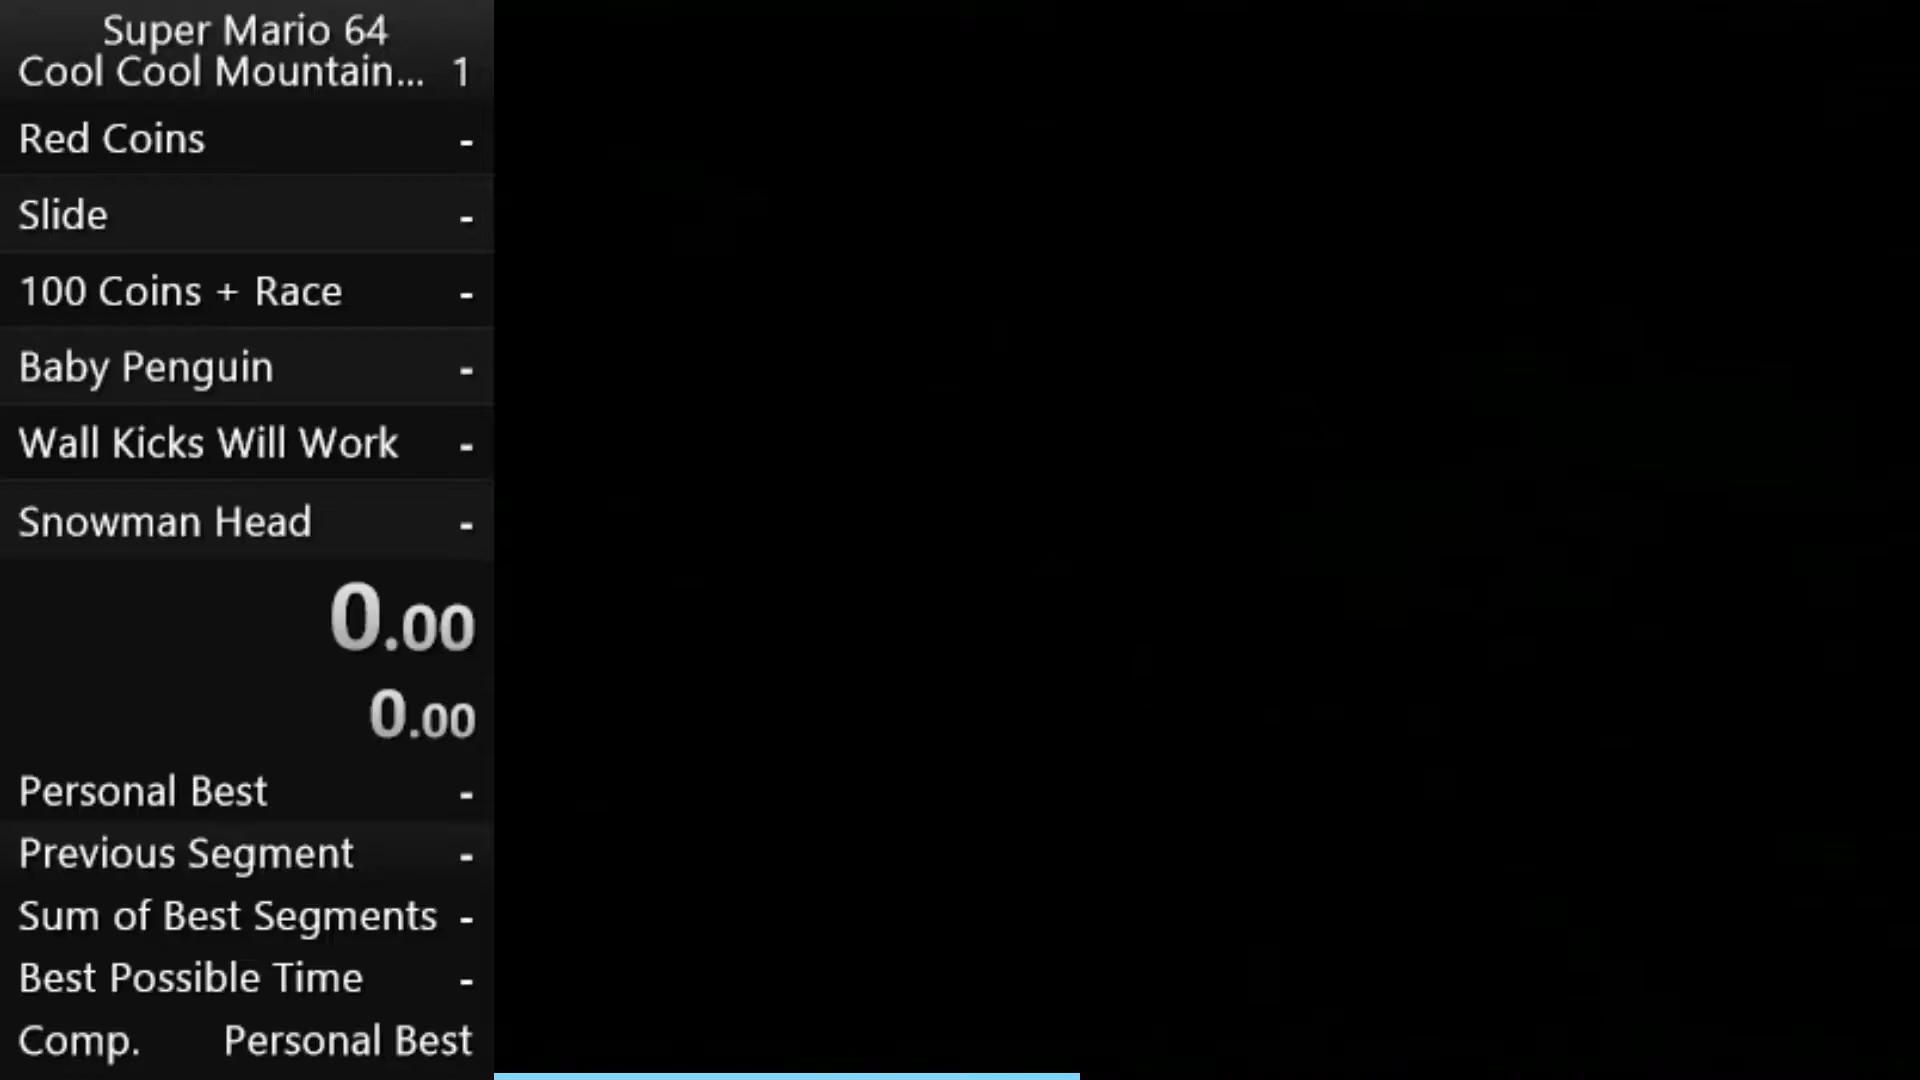 Super Mario 64
Cool Cool Mountain... 1
Red Coins -
Slide -
100 Coins + Race -
Baby Penguin -
Wall Kicks Will Work -
Snowman Head -
0.00
0.00
Personal Best -
Previous Segment -
Sum of Best Segments -
Best Possible Time -
Comp. Personal Best